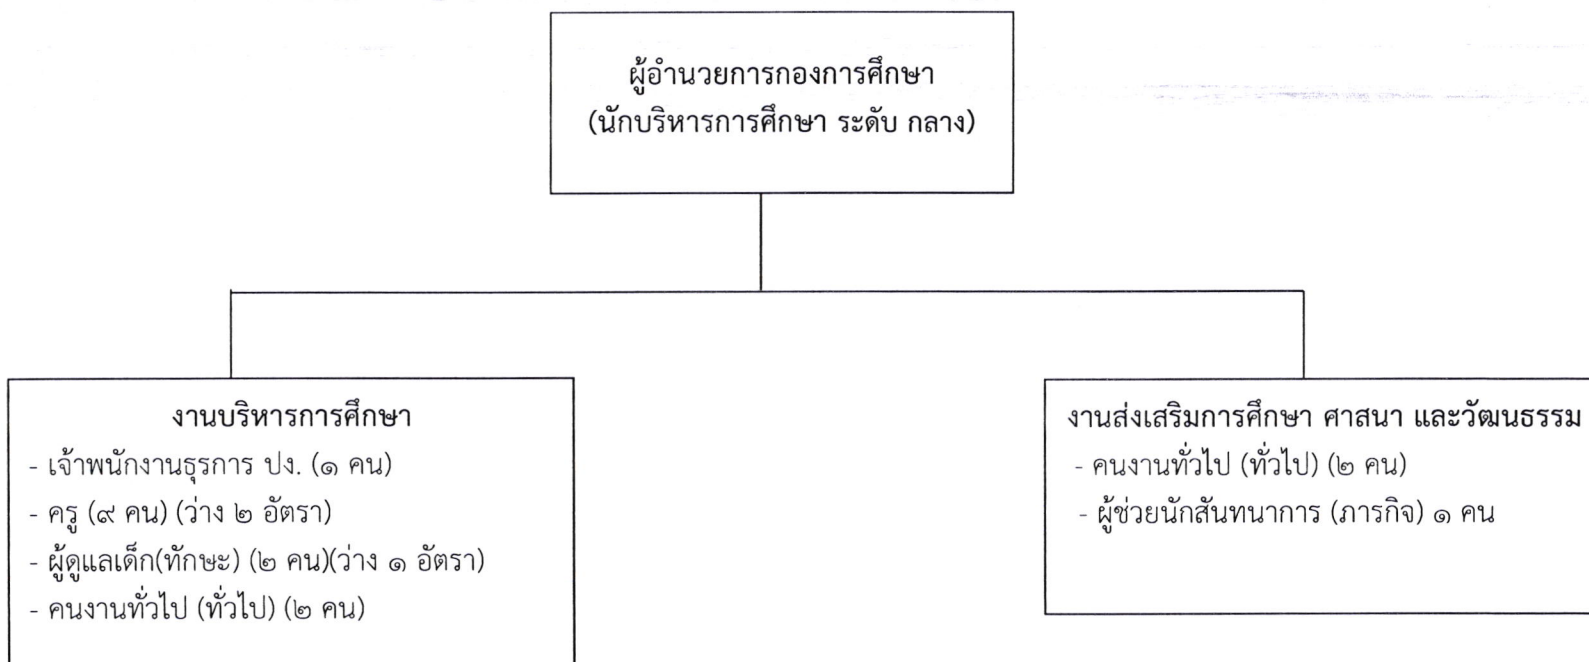 ผู้อำนวยการกองการศึกษา
(นักบริหารการศึกษา ระดับ กลาง)
งานบริหารการศึกษา
- เจ้าพนักงานธุรการ ปง. (๑ คน)
- ครู (๙ คน) (ว่าง ๒ อัตรา)
- ผู้ดูแลเด็ก(ทักษะ) (๒ คน)(ว่าง ๑ อัตรา)
- คนงานทั่วไป (ทั่วไป) (๒ คน)
งานส่งเสริมการศึกษา ศาสนา และวัฒนธรรม
- คนงานทั่วไป (ทั่วไป) (๒ คน)
- ผู้ช่วยนักสันทนาการ (ภารกิจ) ๑ คน